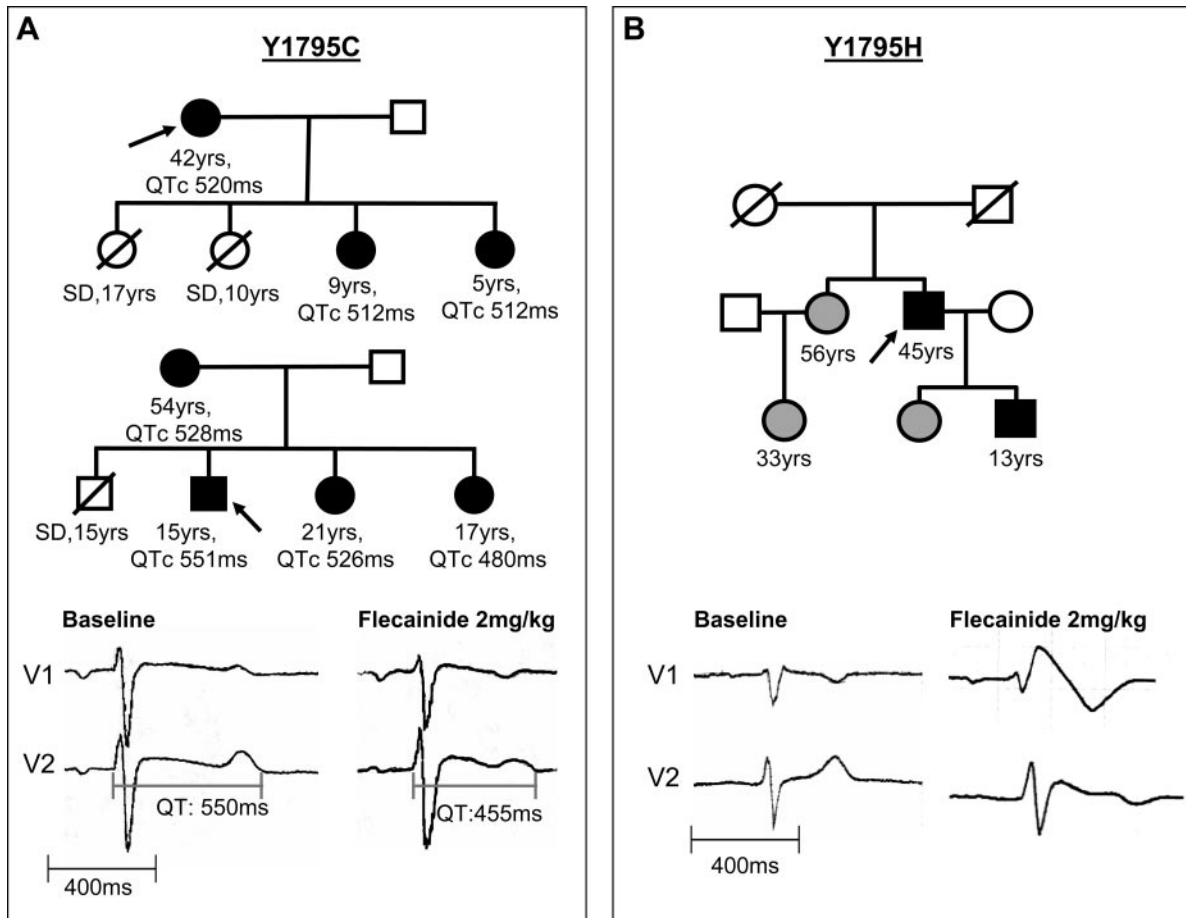 A
Y1795C
42yrs,
QTc 520ms
SD,17yrs
SD,10yrs
9yrs,
QTc 512ms
5yrs,
QTc 512ms
54yrs,
QTc 528ms
SD,15yrs
15yrs,
QTc 551ms
21yrs,
QTc 526ms
17yrs,
QTc 480ms
Baseline
Flecainide 2mg/kg
V1
V2
QT: 550ms
QT:455ms
400ms
B
Y1795H
56yrs
45yrs
33yrs
13yrs
Baseline
Flecainide 2mg/kg
V1
V2
400ms